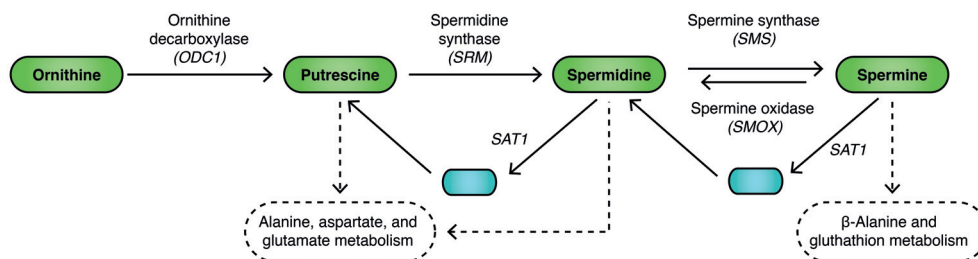 Ornithine
decarboxylase
(ODC1)
Spermidine
synthase
(SRM)
Spermine synthase
(SMS)
Ornithine
Putrescine
Spermidine
Spermine
Spermine oxidase
(SMOX)
SAT1
SAT1
Alanine, aspartate, and
glutamate metabolism
β-Alanine and
gluthathion metabolism